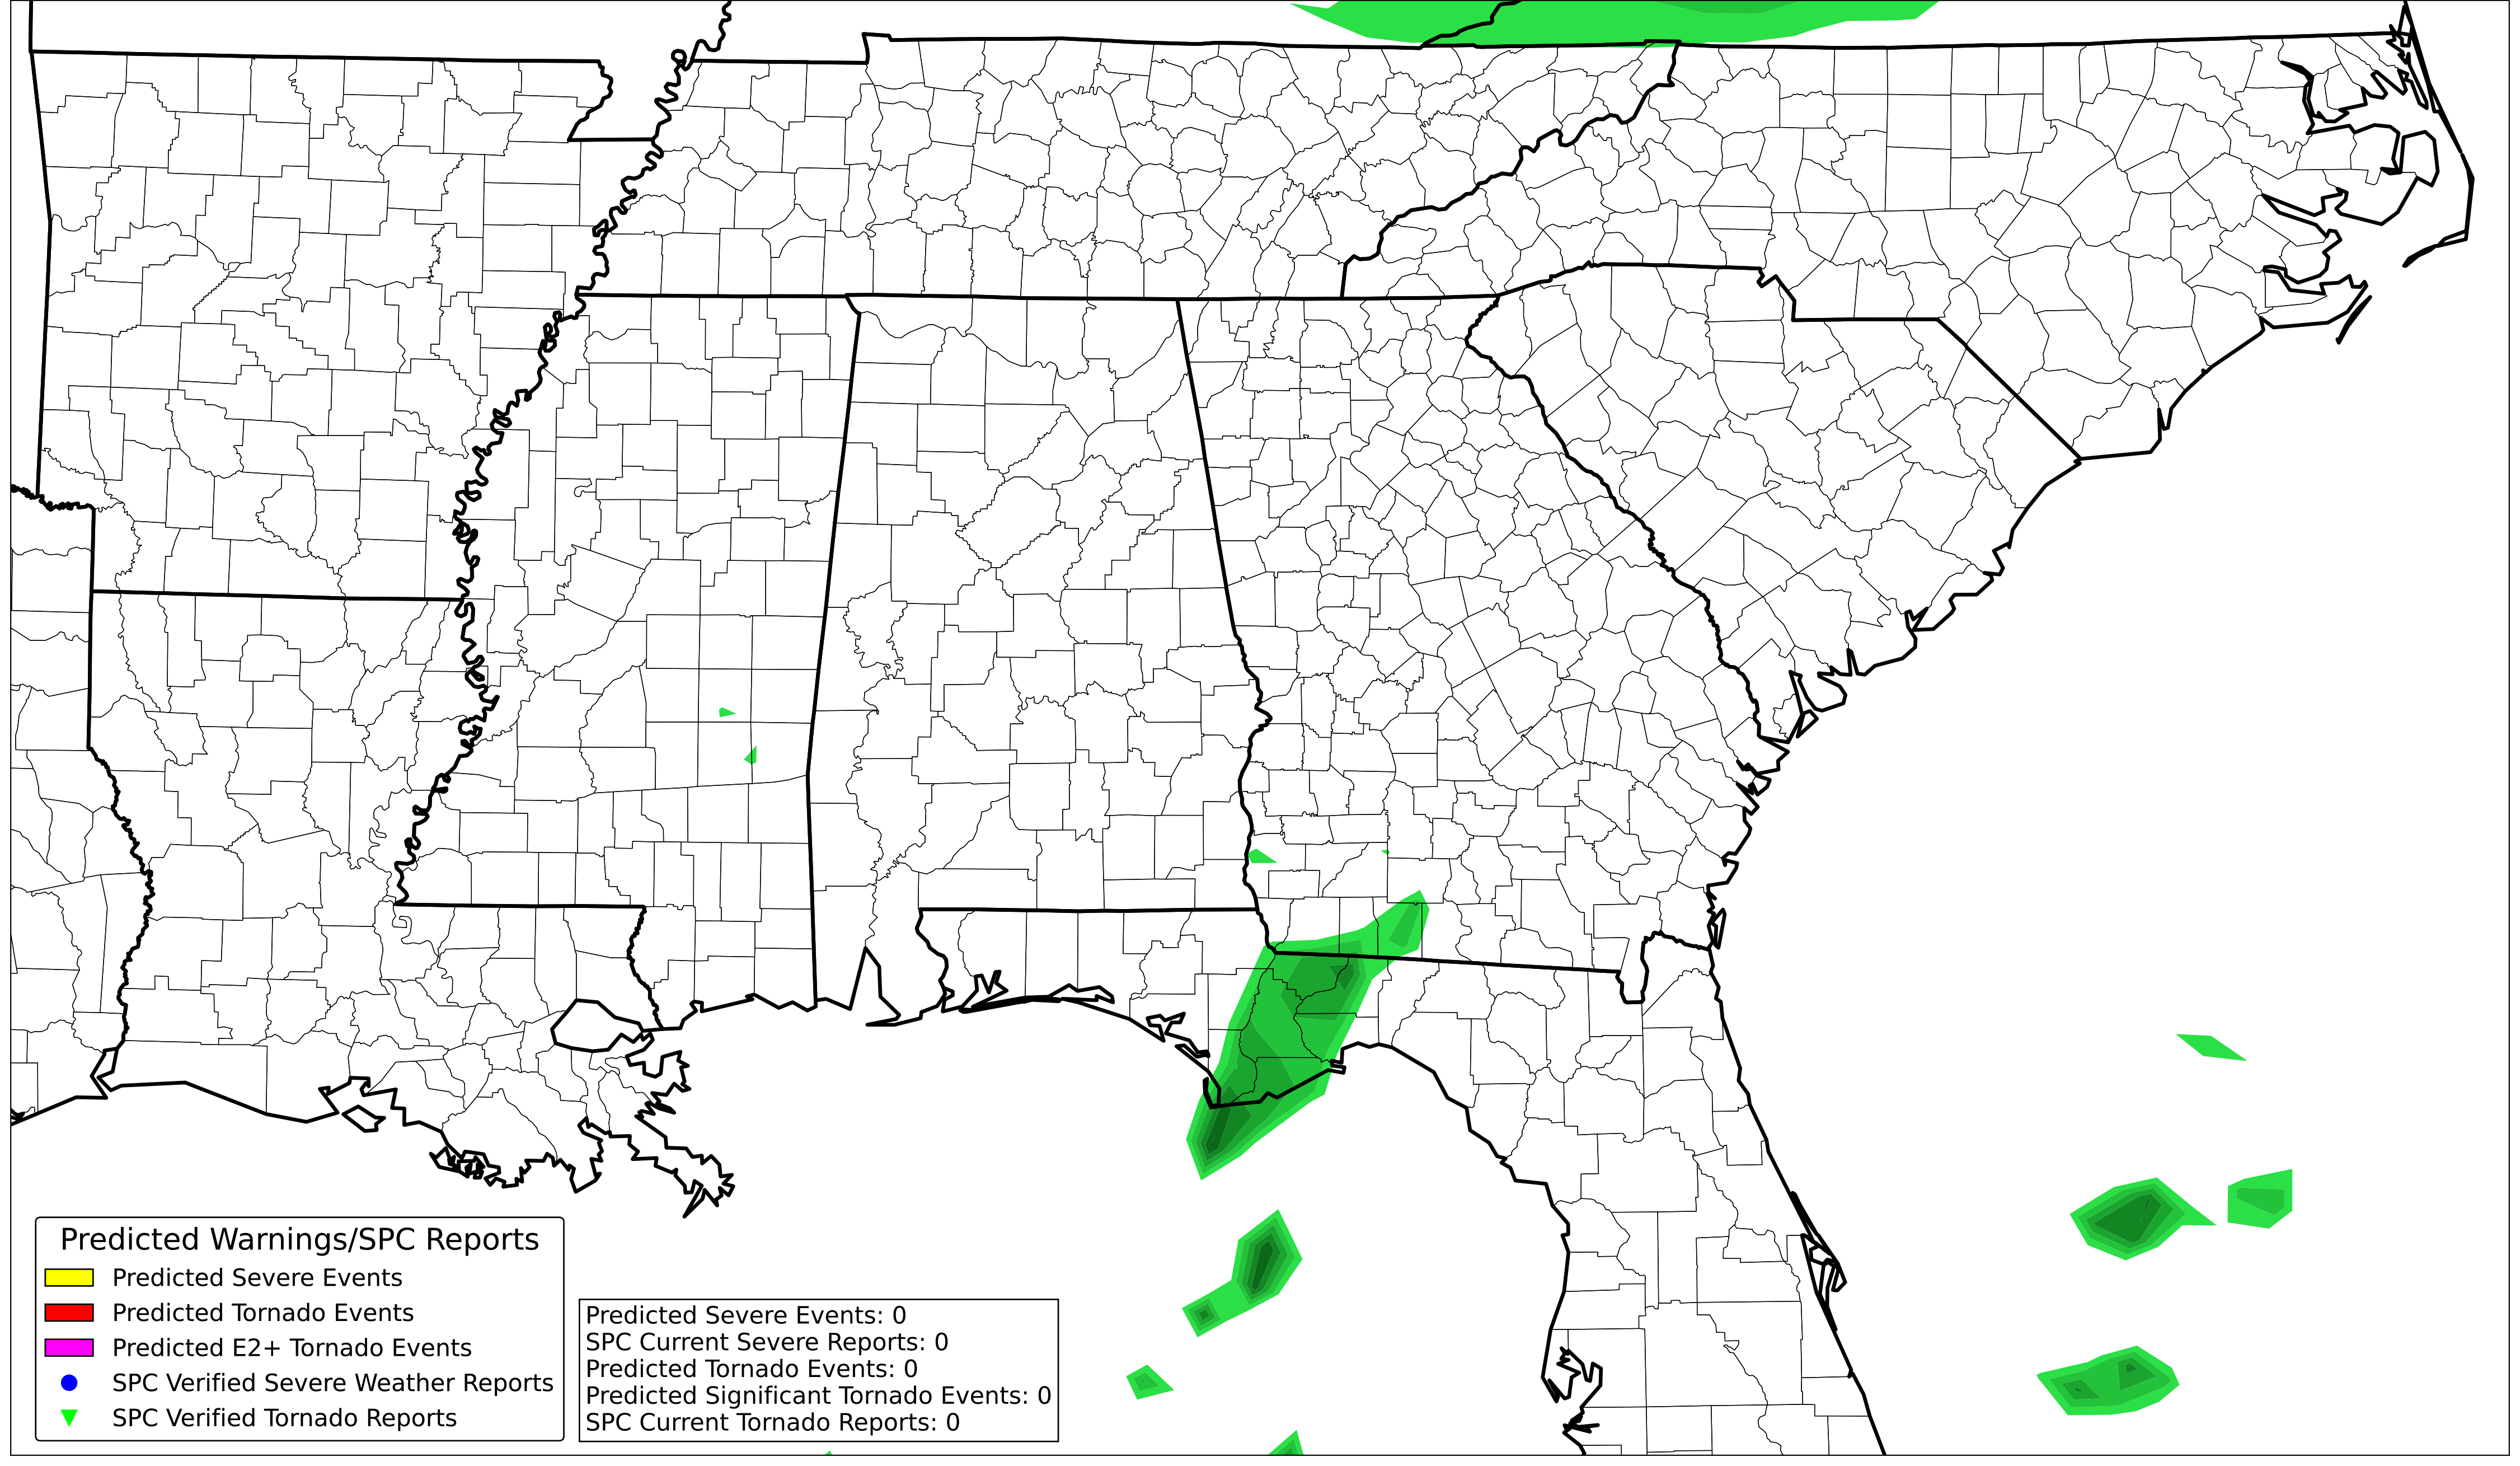 Predicted Warnings/SPC Reports
Predicted Severe Events
Predicted Tornado Events
Predicted E2+ Tornado Events
SPC Verified Severe Weather Reports
SPC Verified Tornado Reports
Predicted Severe Events: 0
SPC Current Severe Reports: 0
Predicted Tornado Events: 0
Predicted Significant Tornado Events: 0
SPC Current Tornado Reports: 0